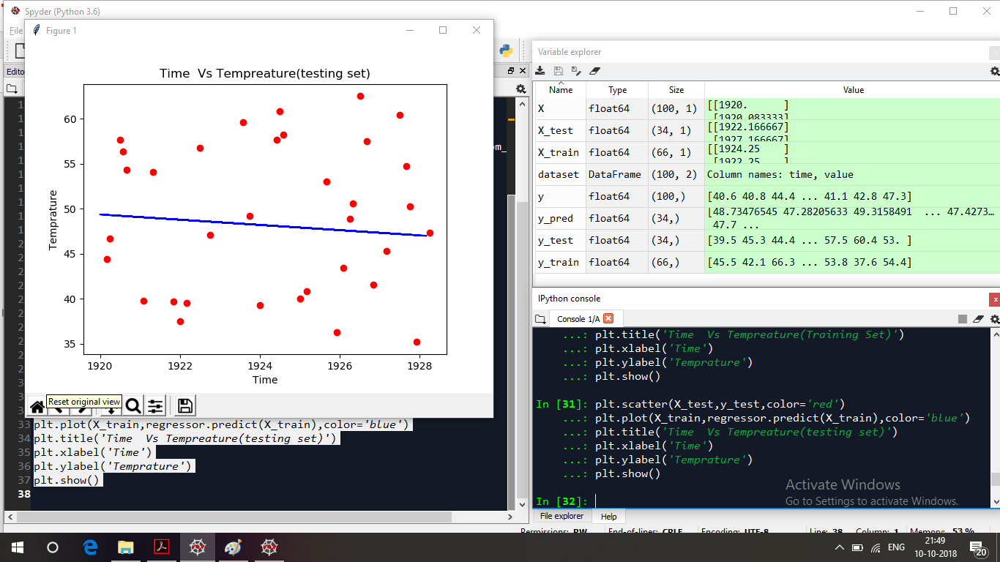 Spyder (Python 3.6)
File
Figure 1
Time  Vs Tempreature(testing set)
60
55
50
45
40
35
Temprature
1920 1922 1924 1926 1928
Time
Reset original view
33 plt.plot(X_train,regressor.predict(X_train),color='blue')
34 plt.title('Time  Vs Tempreature(testing set)')
35 plt.xlabel('Time')
36 plt.ylabel('Temprature')
37 plt.show()
38
Variable explorer
Name Type Size Value
X float64 (100, 1) [[1920. ]
[1920.083333]
X_test float64 (34, 1) [[1922.166667]
[1927.166667]
X_train float64 (66, 1) [[1924.25 ]
[1922.25
dataset DataFrame (100, 2) Column names: time, value
y float64 (100,) [40.6 40.8 44.4 ... 41.1 42.8 47.3]
y_pred float64 (34,) [48.73476545 47.28205633 49.3158491  ... 47.4273…
47.7 ...
y_test float64 (34,) [39.5 45.3 44.4 ... 57.5 60.4 53. ]
y_train float64 (66,) [45.5 42.1 66.3 ... 53.8 37.6 54.4]
IPython console
Console 1/A
...: plt.title('Time  Vs Tempreature(Training Set)')
...: plt.xlabel('Time')
...: plt.ylabel('Temprature')
...: plt.show()
In [31]: plt.scatter(X_test,y_test,color='red')
...: plt.plot(X_train,regressor.predict(X_train),color='blue')
...: plt.title('Time  Vs Tempreature(testing set)')
...: plt.xlabel('Time')
...: plt.ylabel('Temprature')
...: plt.show()
In [32]:
Activate Windows
Go to Settings to activate Windows.
File explorer Help
Permissions: RW End-of-lines: CRLF Encoding: UTF-8 Line: 38 Column: 1 Memory: 53 %
ENG
21:49
10-10-2018
20